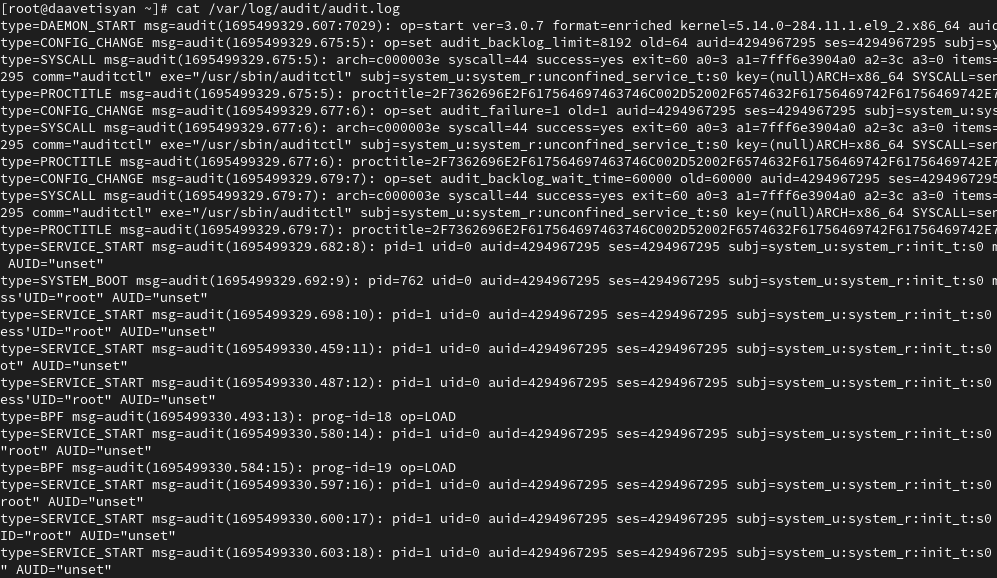 [root@daavetisyan ~]# cat /var/log/audit/audit.log
type=DAEMON_START msg=audit(1695499329.607:7029): op=start ver=3.0.7 format=enriched kernel=5.14.0-284.11.1.el9_2.x86_64 auid
type=CONFIG_CHANGE msg=audit(1695499329.675:5): op=set audit_backlog_limit=8192 old=64 auid=4294967295 ses=4294967295 subj=sy
type=SYSCALL msg=audit(1695499329.675:5): arch=c000003e syscall=44 success=yes exit=60 a0=3 a1=7fff6e3904a0 a2=3c a3=0 items=
295 comm="auditctl" exe="/usr/sbin/auditctl" subj=system_u:system_r:unconfined_service_t:s0 key=(null)ARCH=x86_64 SYSCALL=sen
type=PROCTITLE msg=audit(1695499329.675:5): proctitle=2F7362696E2F617564697463746C002D52002F6574632F61756469742F61756469742E7
type=CONFIG_CHANGE msg=audit(1695499329.677:6): op=set audit_failure=1 old=1 auid=4294967295 ses=4294967295 subj=system_u:sys
type=SYSCALL msg=audit(1695499329.677:6): arch=c000003e syscall=44 success=yes exit=60 a0=3 a1=7fff6e3904a0 a2=3c a3=0 items=
295 comm="auditctl" exe="/usr/sbin/auditctl" subj=system_u:system_r:unconfined_service_t:s0 key=(null)ARCH=x86_64 SYSCALL=sen
type=PROCTITLE msg=audit(1695499329.677:6): proctitle=2F7362696E2F617564697463746C002D52002F6574632F61756469742F61756469742E7
type=CONFIG_CHANGE msg=audit(1695499329.679:7): op=set audit_backlog_wait_time=60000 old=60000 auid=4294967295 ses=4294967295
type=SYSCALL msg=audit(1695499329.679:7): arch=c000003e syscall=44 success=yes exit=60 a0=3 a1=7fff6e3904a0 a2=3c a3=0 items=
295 comm="auditctl" exe="/usr/sbin/auditctl" subj=system_u:system_r:unconfined_service_t:s0 key=(null)ARCH=x86_64 SYSCALL=sen
type=PROCTITLE msg=audit(1695499329.679:7): proctitle=2F7362696E2F617564697463746C002D52002F6574632F61756469742F61756469742E7
type=SERVICE_START msg=audit(1695499329.682:8): pid=1 uid=0 auid=4294967295 ses=4294967295 subj=system_u:system_r:init_t:s0 m
 AUID="unset"
type=SYSTEM_BOOT msg=audit(1695499329.692:9): pid=762 uid=0 auid=4294967295 ses=4294967295 subj=system_u:system_r:init_t:s0 m
ss'UID="root" AUID="unset"
type=SERVICE_START msg=audit(1695499329.698:10): pid=1 uid=0 auid=4294967295 ses=4294967295 subj=system_u:system_r:init_t:s0
ess'UID="root" AUID="unset"
type=SERVICE_START msg=audit(1695499330.459:11): pid=1 uid=0 auid=4294967295 ses=4294967295 subj=system_u:system_r:init_t:s0
ot" AUID="unset"
type=SERVICE_START msg=audit(1695499330.487:12): pid=1 uid=0 auid=4294967295 ses=4294967295 subj=system_u:system_r:init_t:s0
ess'UID="root" AUID="unset"
type=BPF msg=audit(1695499330.493:13): prog-id=18 op=LOAD
type=SERVICE_START msg=audit(1695499330.580:14): pid=1 uid=0 auid=4294967295 ses=4294967295 subj=system_u:system_r:init_t:s0
"root" AUID="unset"
type=BPF msg=audit(1695499330.584:15): prog-id=19 op=LOAD
type=SERVICE_START msg=audit(1695499330.597:16): pid=1 uid=0 auid=4294967295 ses=4294967295 subj=system_u:system_r:init_t:s0
root" AUID="unset"
type=SERVICE_START msg=audit(1695499330.600:17): pid=1 uid=0 auid=4294967295 ses=4294967295 subj=system_u:system_r:init_t:s0
ID="root" AUID="unset"
type=SERVICE_START msg=audit(1695499330.603:18): pid=1 uid=0 auid=4294967295 ses=4294967295 subj=system_u:system_r:init_t:s0
" AUID="unset"